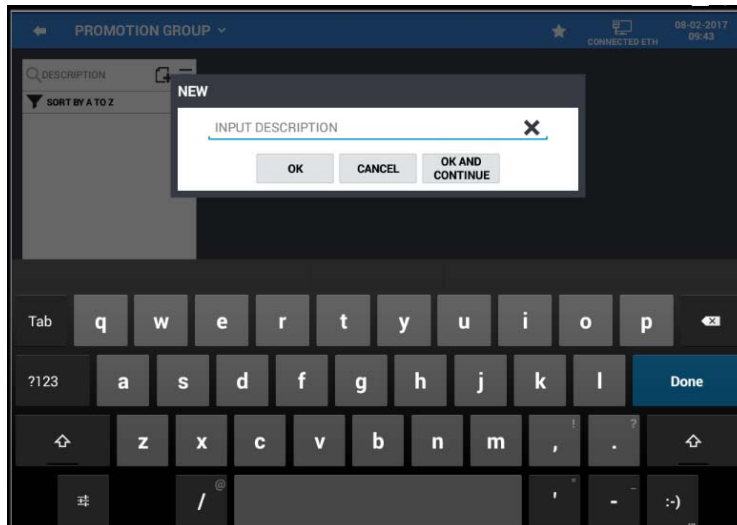 PROMOTION GROUP
CONNECTED ETH
08-02-2017
09:43
DESCRIPTION
SORT BY A TO Z
NEW
INPUT DESCRIPTION
OK
CANCEL
OK AND
CONTINUE
Tab
q
w
e
r
t
y
u
i
o
p
?123
a
s
d
f
g
h
j
k
l
Done
z
x
c
v
b
n
m
,
!
.
?
/
@
'
"
-
_
:-)